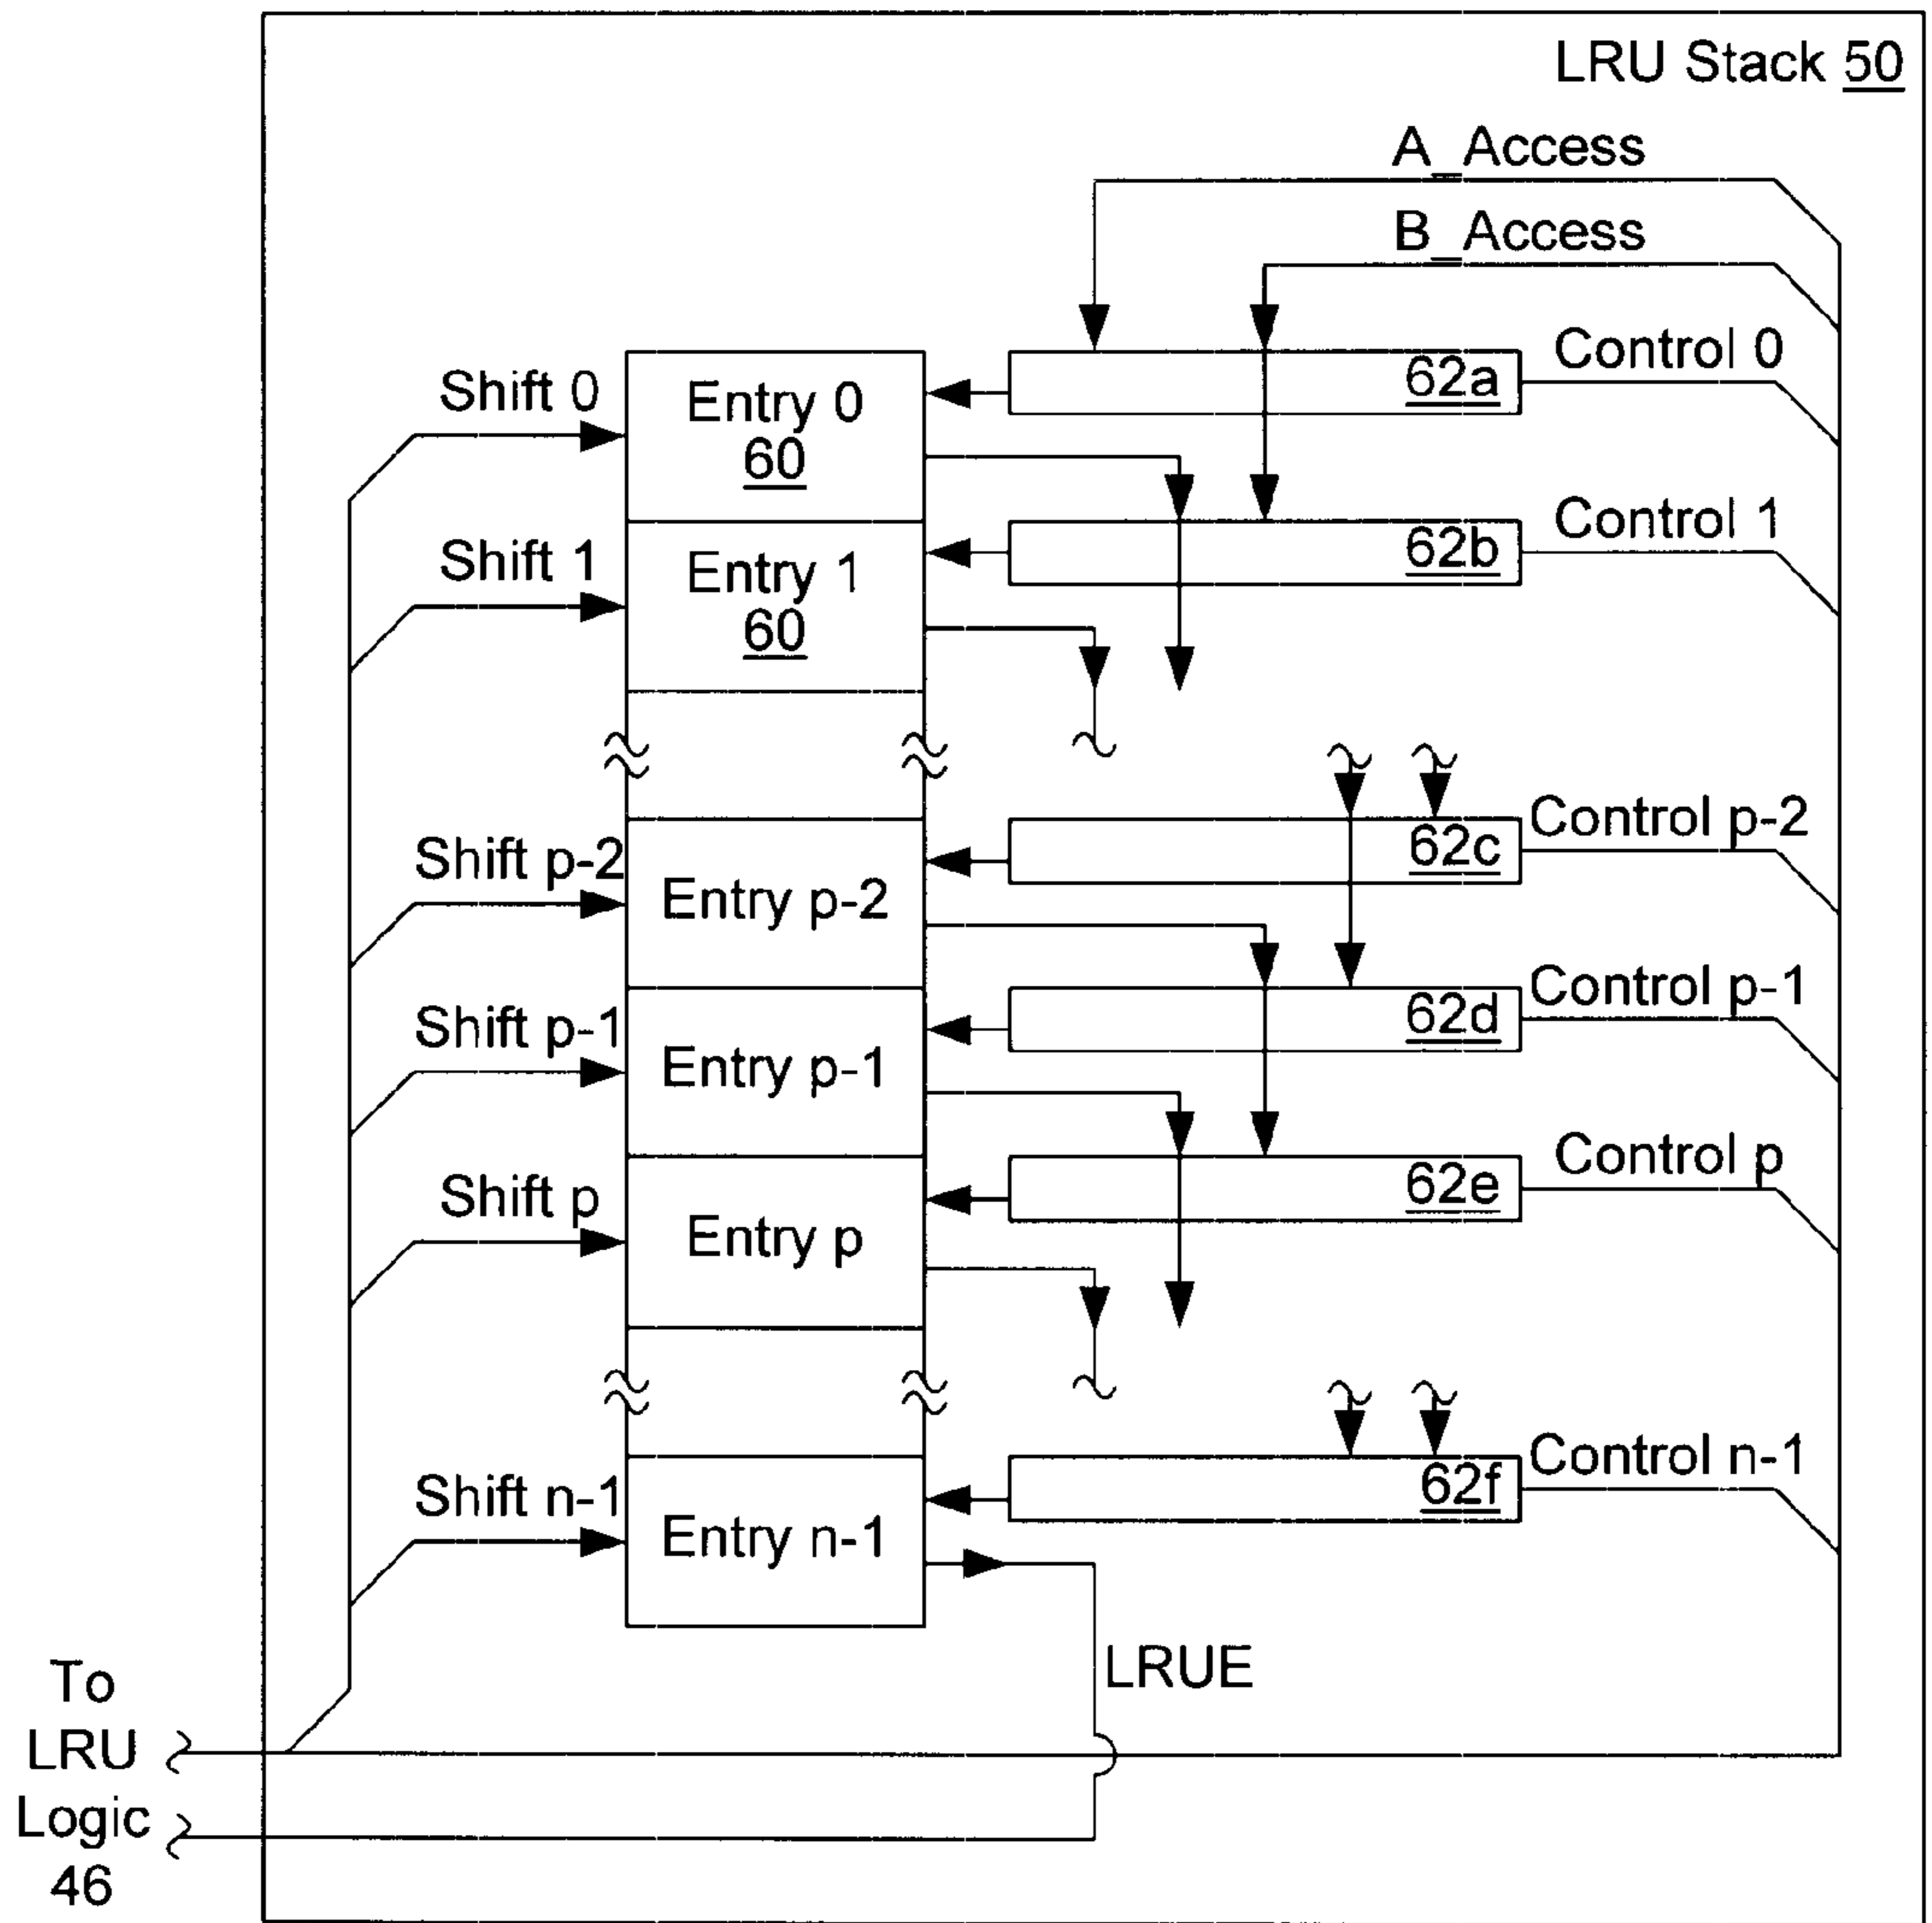 LRU Stack 50
A_Access
B_Access
Control 0
62a
Shift 0
Entry 0
60
Control 1
62b
Shift 1
Entry 1
60
Control p-2
62c
Shift p-2
Entry p-2
Control p-1
62d
Shift p-1
Entry p-1
Control p
62e
Shift p
Entry p
Control n-1
62f
Shift n-1
Entry n-1
LRUE
To
LRU
Logic
46